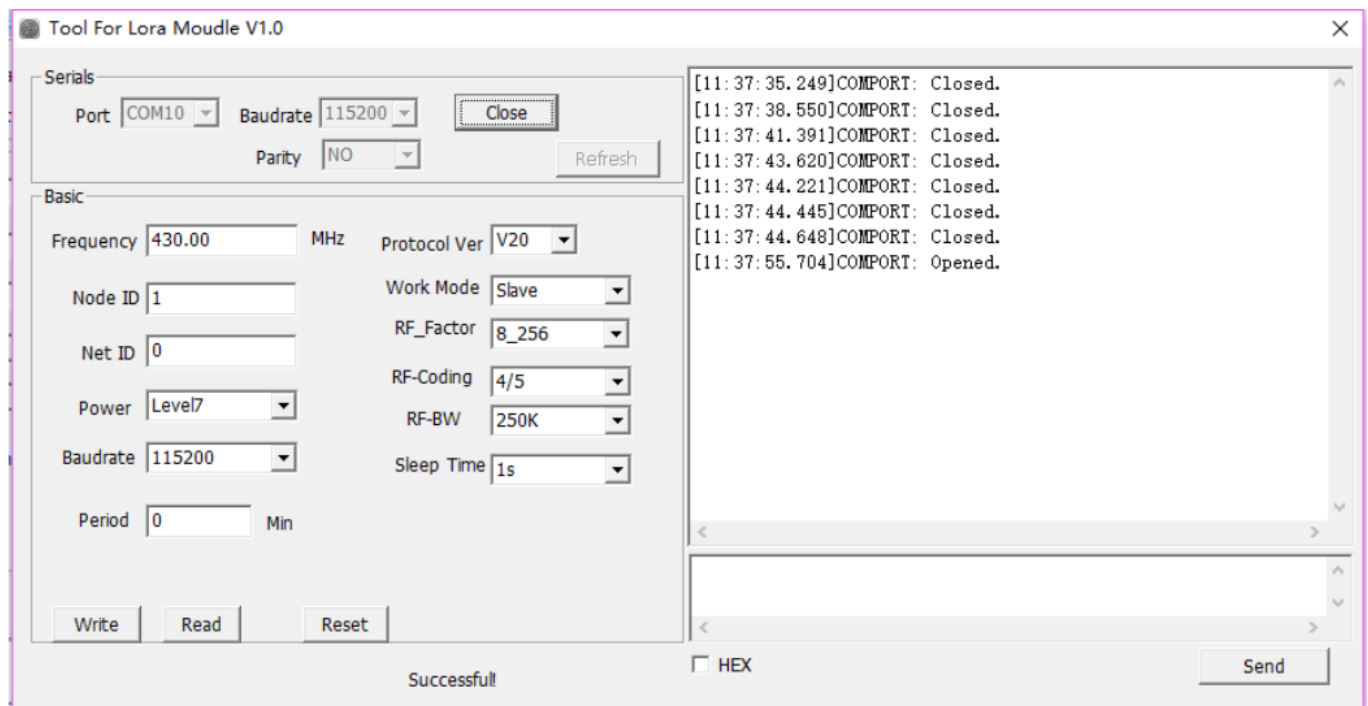 Tool For Lora Moudle V1.0
Serials
Port COM10 Baudrate 115200 Close
Parity NO Refresh
Basic
Frequency 430.00 MHz Protocol Ver V20
Node ID 1 Work Mode Slave
RF_Factor 8_256
Net ID 0
RF-Coding 4/5
Power Level7 RF-BW 250K
Baudrate 115200 Sleep Time 1s
Period 0 Min
Write Read Reset
Successful!
[11:37:35.249]COMPORT: Closed.
[11:37:38.550]COMPORT: Closed.
[11:37:41.391]COMPORT: Closed.
[11:37:43.620]COMPORT: Closed.
[11:37:44.221]COMPORT: Closed.
[11:37:44.445]COMPORT: Closed.
[11:37:44.648]COMPORT: Closed.
[11:37:55.704]COMPORT: Opened.
HEX Send